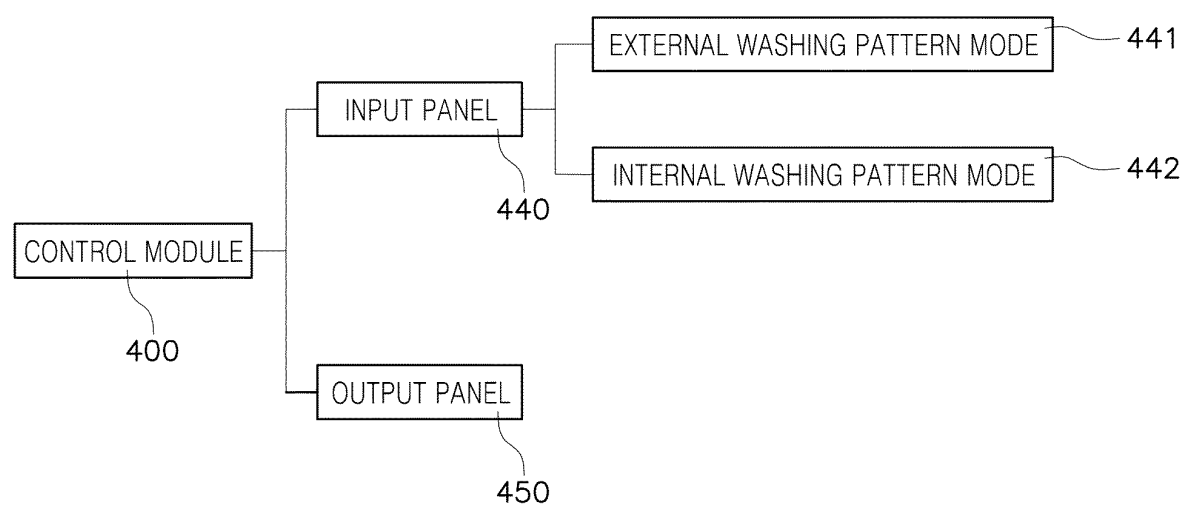 EXTERNAL WASHING PATTERN MODE
441
INPUT PANEL
440
INTERNAL WASHING PATTERN MODE
442
CONTROL MODULE
400
OUTPUT PANEL
450